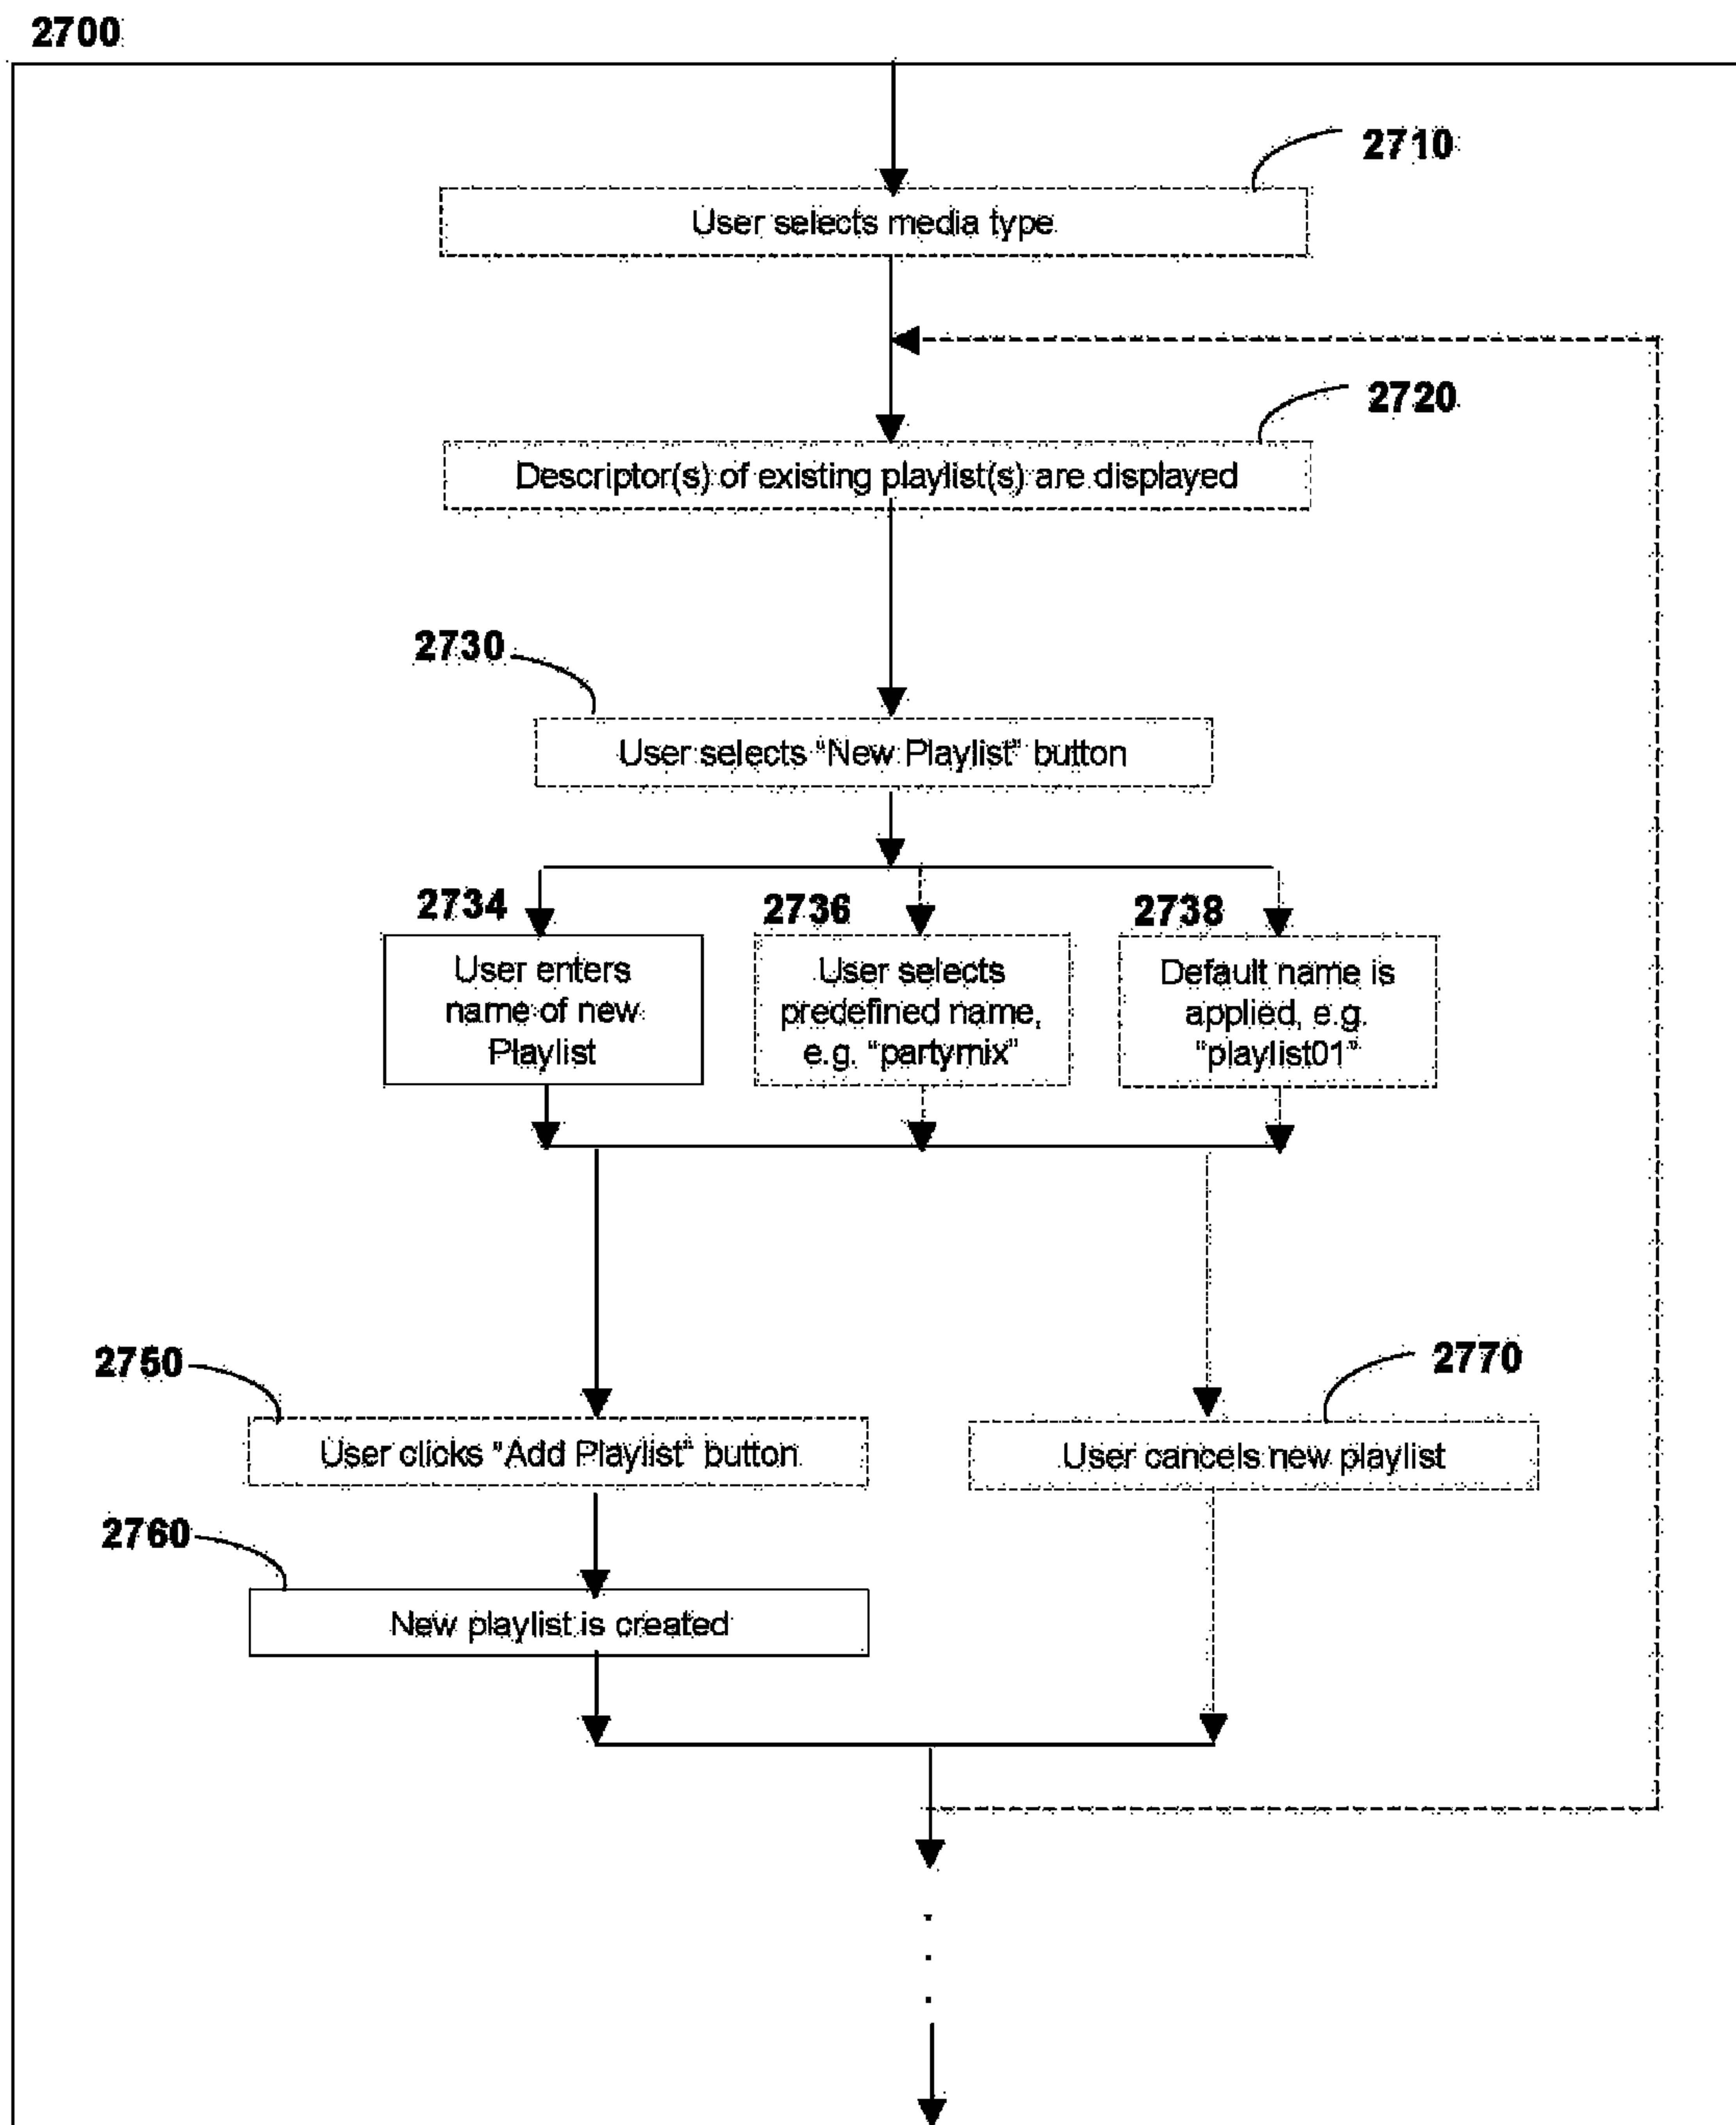 2700
2710
User selects media type
2720
Descriptor(s) of existing playlist(s) are displayed
2730
User selects "New Playlist" button
2734
User enters
name of new
Playlist
2736
User selects
predefined name,
e.g. "partymix"
2738
Default name is
applied, e.g.
"playlist01"
2750
User clicks "Add Playlist" button
2770
User cancels new playlist
2760
New playlist is created